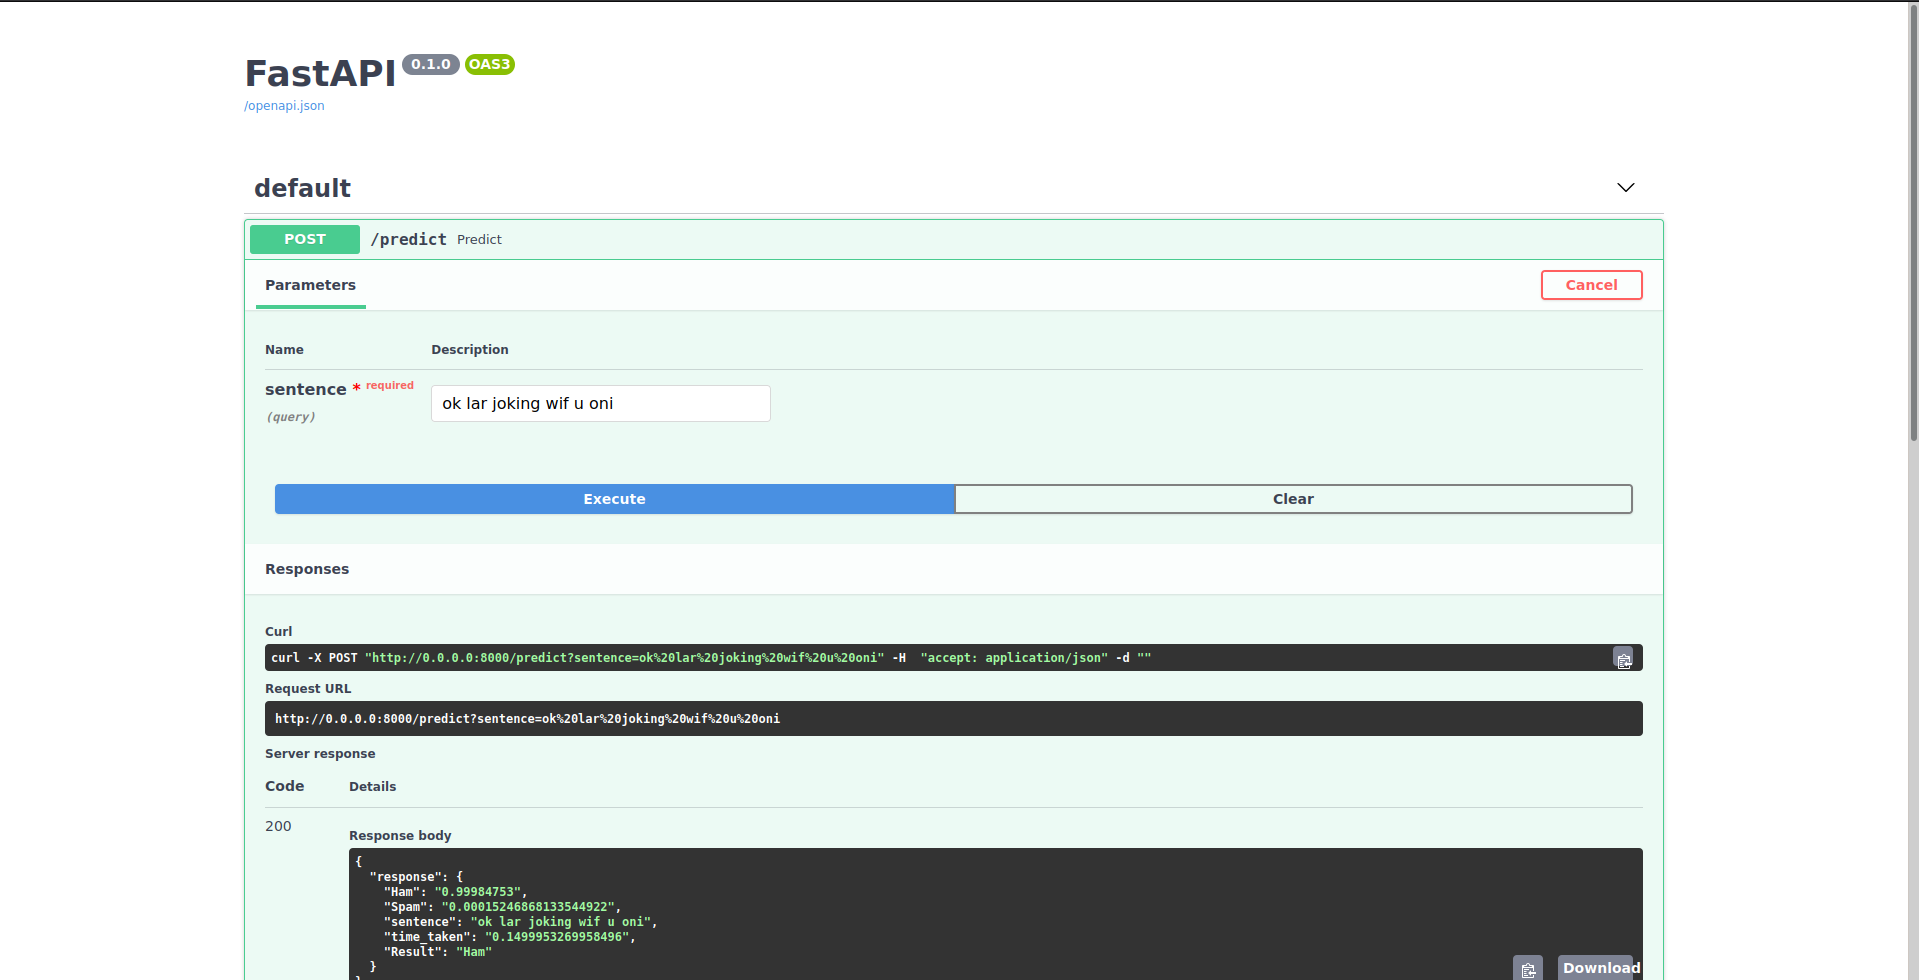 FastAPI 0.1.0 OAS3
/openapi.json
default
POST /predict Predict
Parameters
Cancel
Name Description
sentence * required
(query)
ok lar joking wif u oni
Execute Clear
Responses
Curl
curl -X POST "http://0.0.0.0:8000/predict?sentence=ok%20lar%20joking%20wif%20u%20oni" -H  "accept: application/json" -d ""
Request URL
http://0.0.0.0:8000/predict?sentence=ok%20lar%20joking%20wif%20u%20oni
Server response
Code Details
200
Response body
{
  "response": {
    "Ham": "0.99984753",
    "Spam": "0.00015246868133544922",
    "sentence": "ok lar joking wif u oni",
    "time_taken": "0.1499953269958496",
    "Result": "Ham"
  }
}
Download